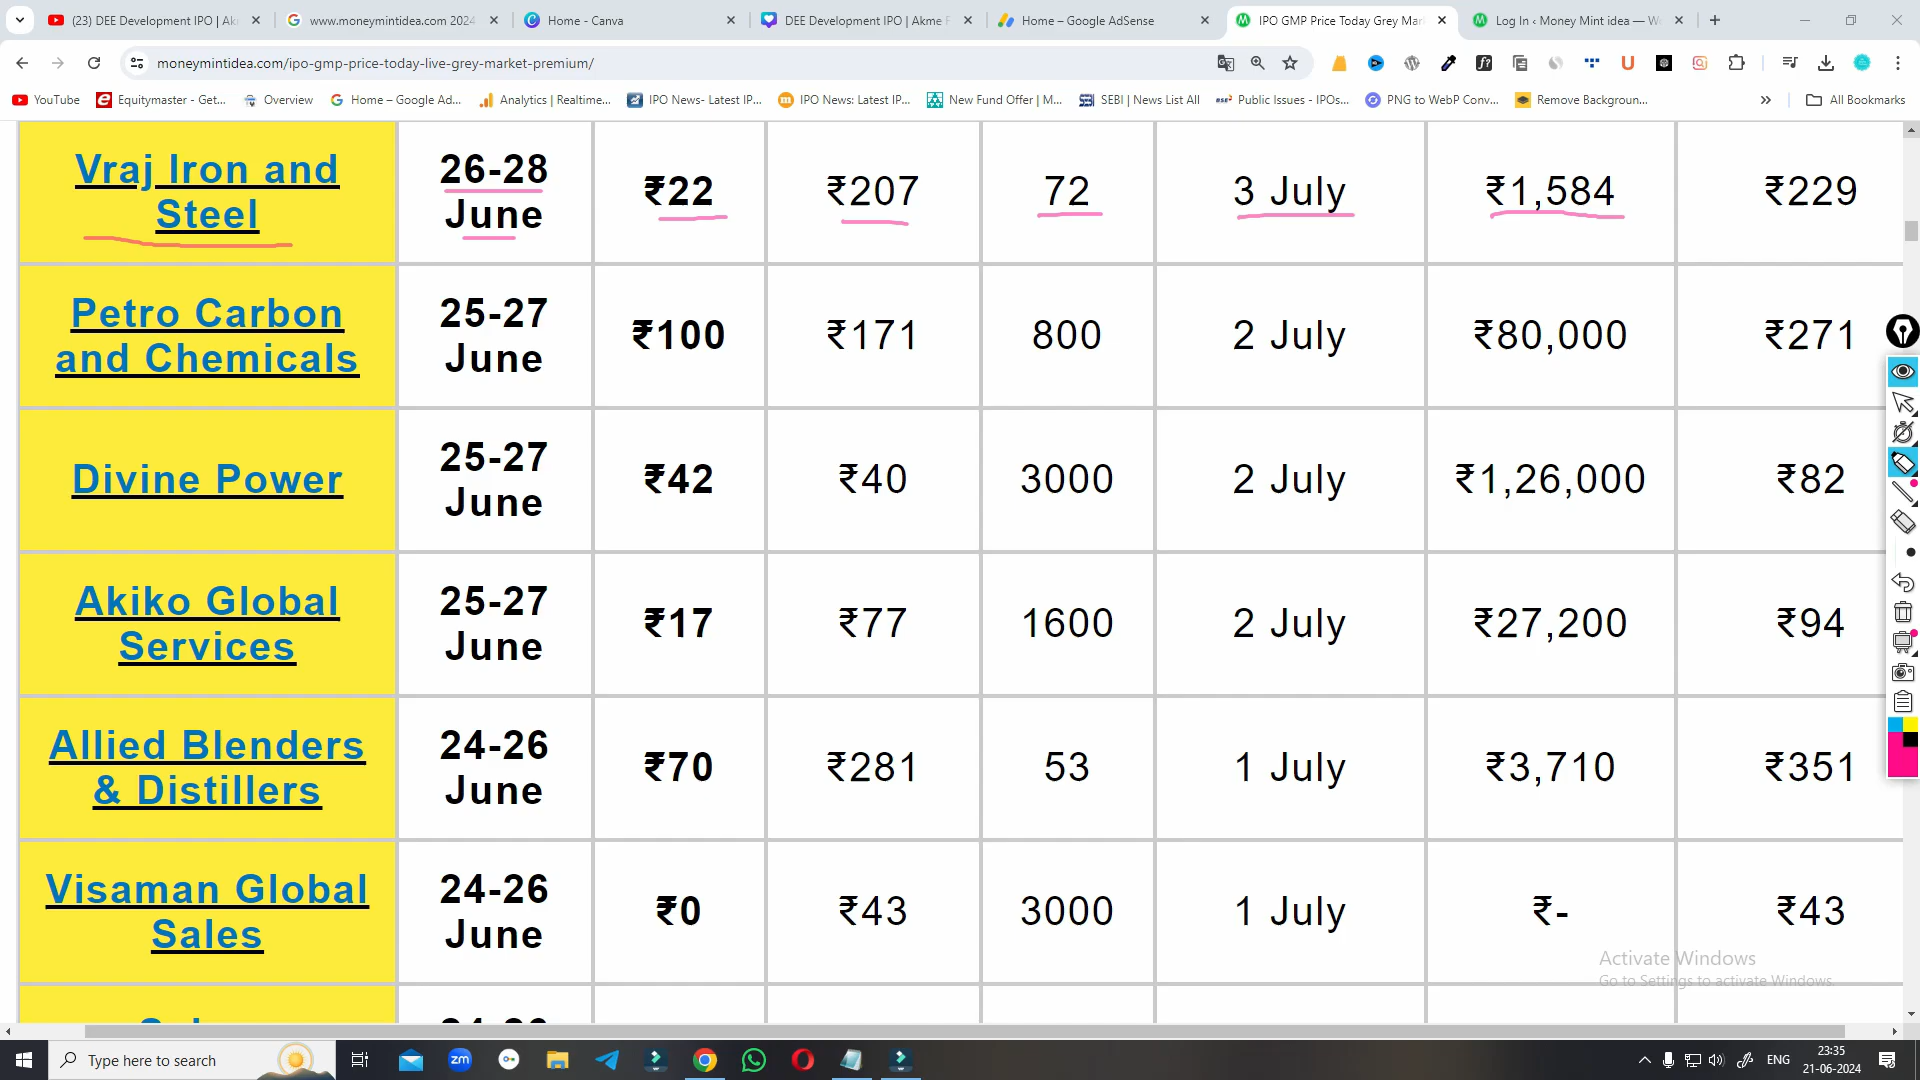 (23) DEE Development IPO | Ak
www.moneymintidea.com 2024
Home - Canva
DEE Development IPO | Akme F
Home – Google AdSense
IPO GMP Price Today Grey Mar
Log In ‹ Money Mint idea — W
moneymintidea.com/ipo-gmp-price-today-live-grey-market-premium/
YouTube
Equitymaster - Get...
Overview
Home – Google Ad...
Analytics | Realtime...
IPO News- Latest IP...
IPO News: Latest IP...
New Fund Offer | M...
SEBI | News List All
Public Issues - IPOs...
PNG to WebP Conv...
Remove Backgroun...
All Bookmarks
Vraj Iron and
Steel
26-28
June
₹22
₹207
72
3 July
₹1,584
₹229
Petro Carbon
and Chemicals
25-27
June
₹100
₹171
800
2 July
₹80,000
₹271
Divine Power
25-27
June
₹42
₹40
3000
2 July
₹1,26,000
₹82
Akiko Global
Services
25-27
June
₹17
₹77
1600
2 July
₹27,200
₹94
Allied Blenders
& Distillers
24-26
June
₹70
₹281
53
1 July
₹3,710
₹351
Visaman Global
Sales
24-26
June
₹0
₹43
3000
1 July
₹-
₹43
Activate Windows
Go to Settings to activate Windows.
Type here to search
ENG
23:35
21-06-2024